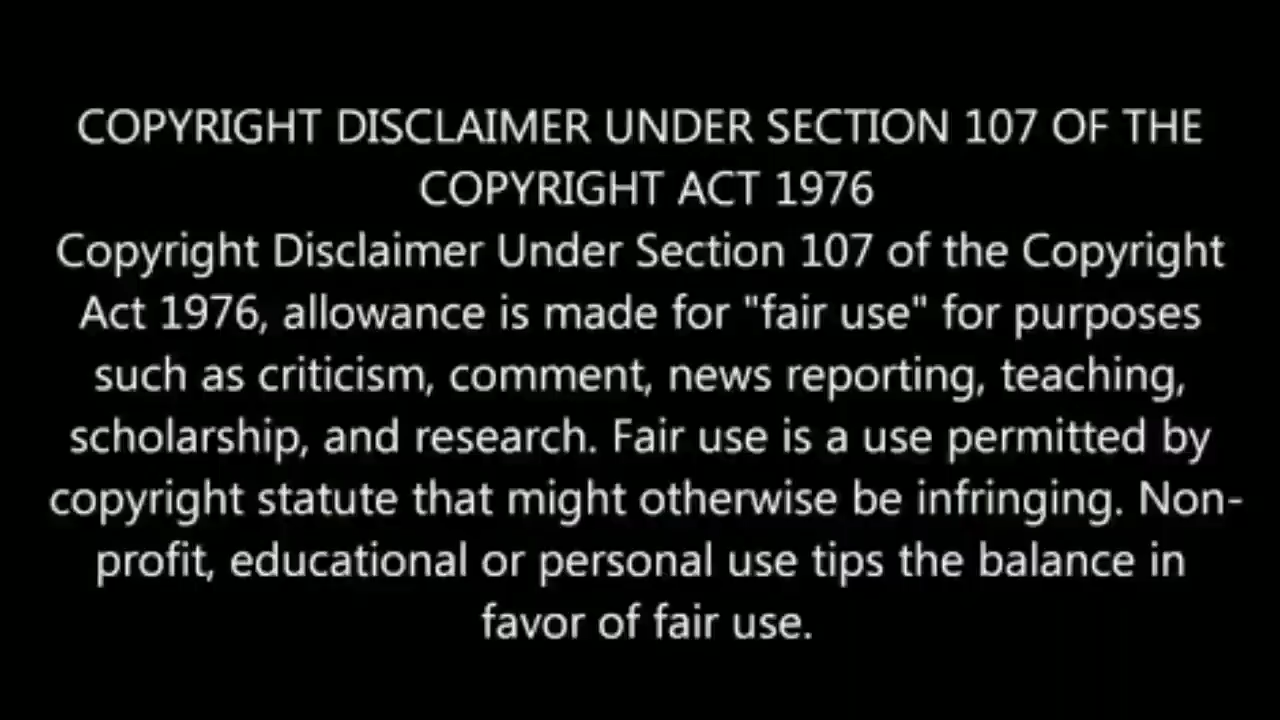 COPYRIGHT DISCLAIMER UNDER SECTION 107 OF THE
COPYRIGHT ACT 1976
Copyright Disclaimer Under Section 107 of the Copyright
Act 1976, allowance is made for "fair use" for purposes
such as criticism, comment, news reporting, teaching,
scholarship, and research. Fair use is a use permitted by
copyright statute that might otherwise be infringing. Non-
profit, educational or personal use tips the balance in
favor of fair use.